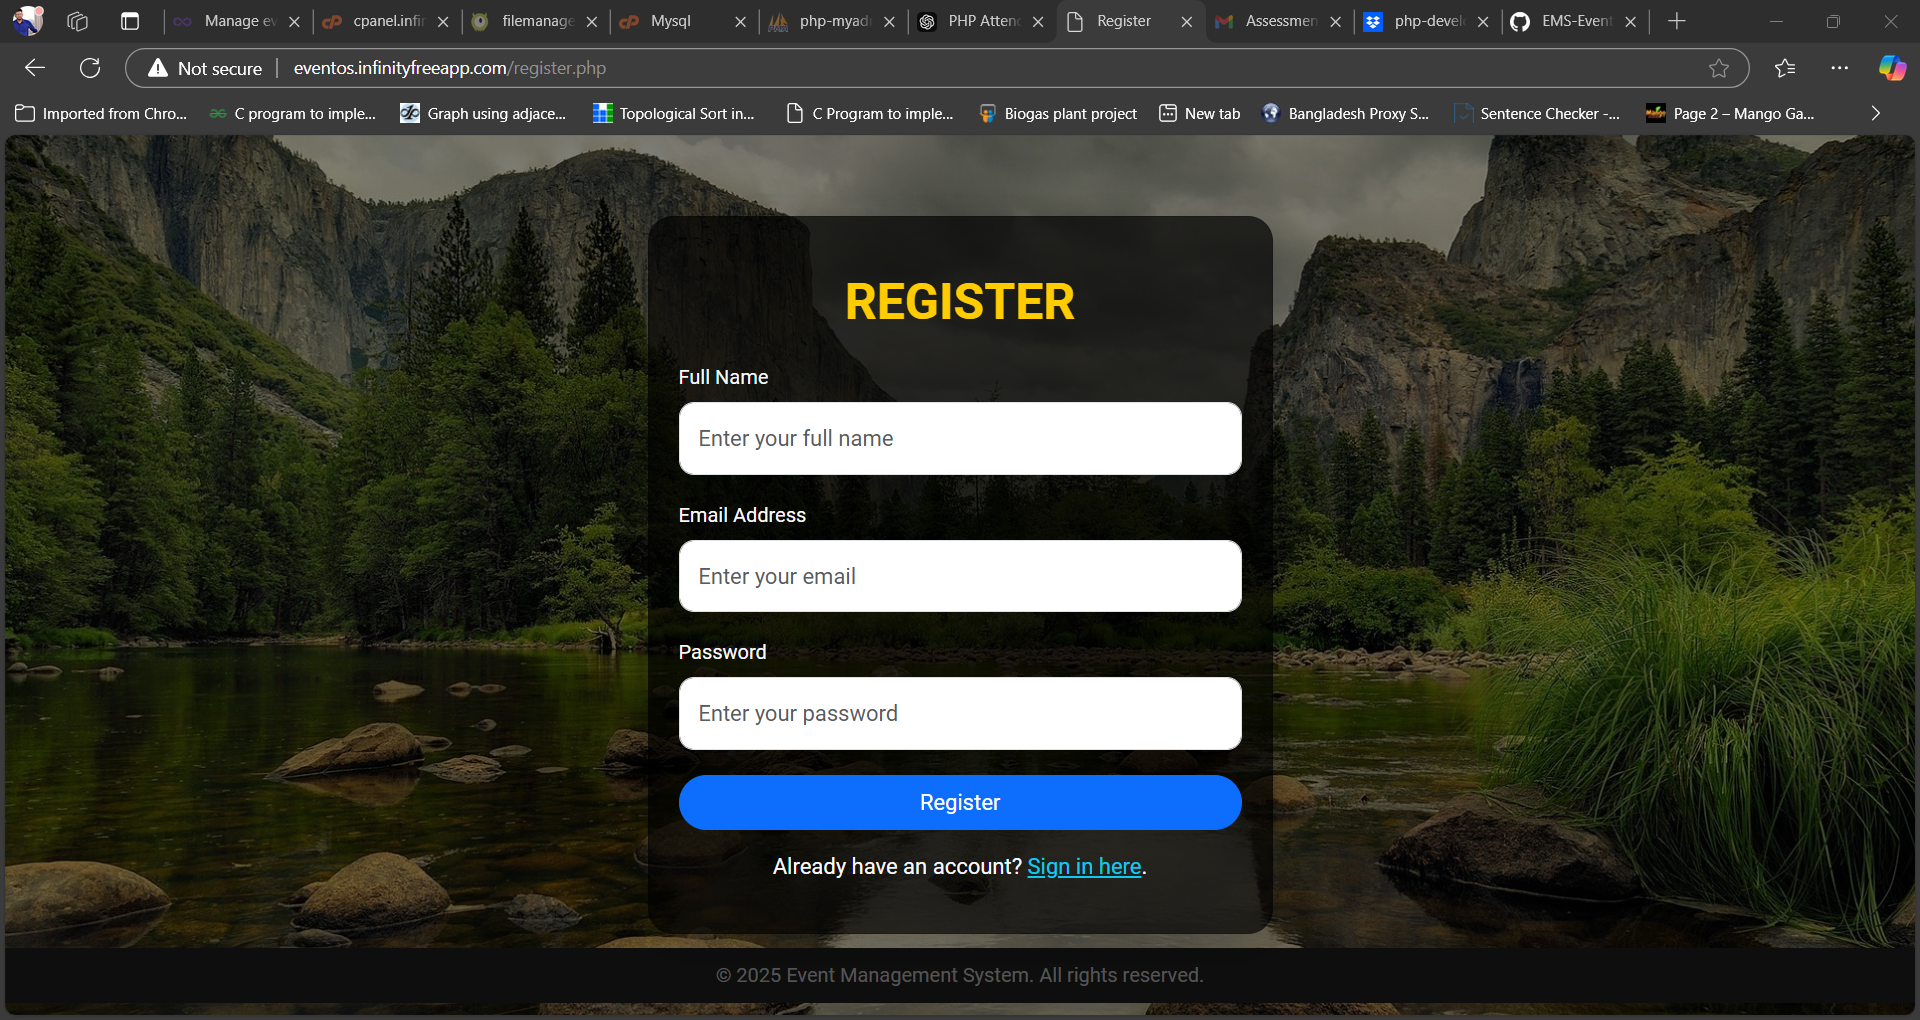 Manage ev
cpanel.infin
filemanage
Mysql
php-myadm
PHP Attend
Register
Assessmen
php-develo
EMS-Event
Not secure
eventos.infinityfreeapp.com/register.php
Imported from Chro...
C program to imple...
Graph using adjace...
Topological Sort in...
C Program to imple...
Biogas plant project
New tab
Bangladesh Proxy S...
Sentence Checker -...
Page 2 – Mango Ga...
REGISTER
Full Name
Enter your full name
Email Address
Enter your email
Password
Enter your password
Register
Already have an account? Sign in here.
© 2025 Event Management System. All rights reserved.